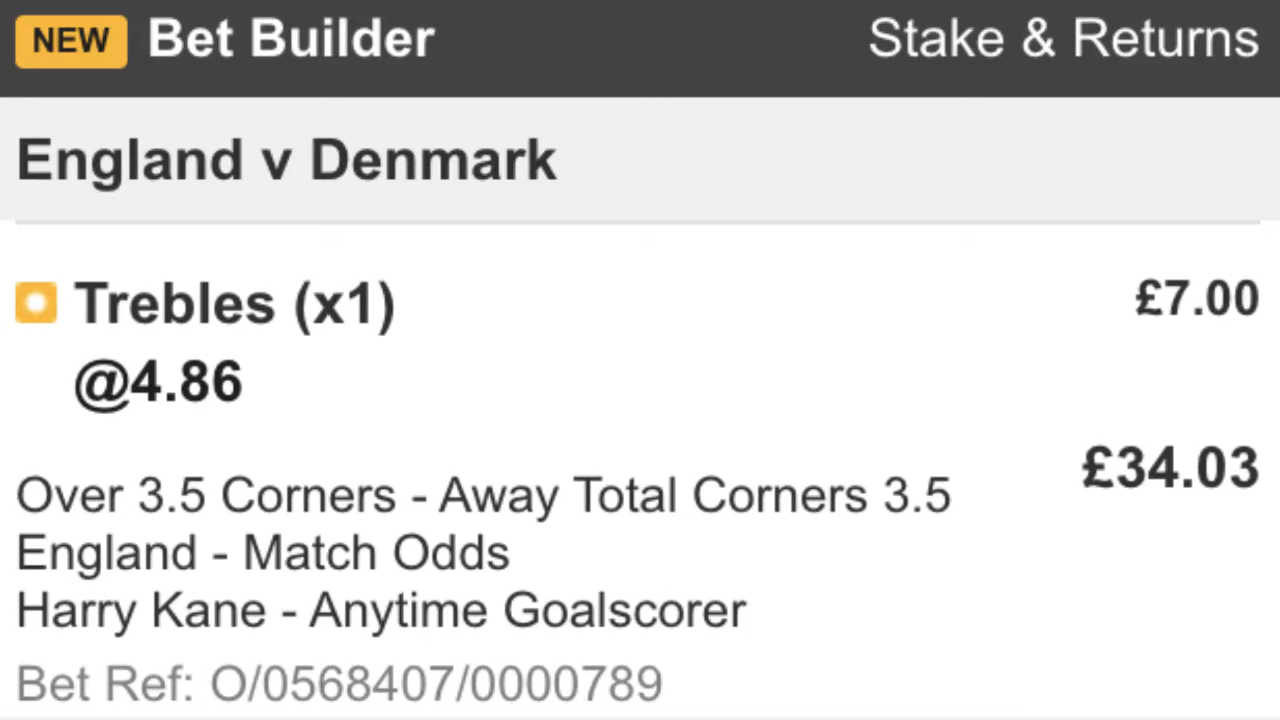 NEW Bet Builder Stake & Returns
England v Denmark
Trebles (x1) £7.00
@4.86
£34.03
Over 3.5 Corners - Away Total Corners 3.5
England - Match Odds
Harry Kane - Anytime Goalscorer
Bet Ref: O/0568407/0000789